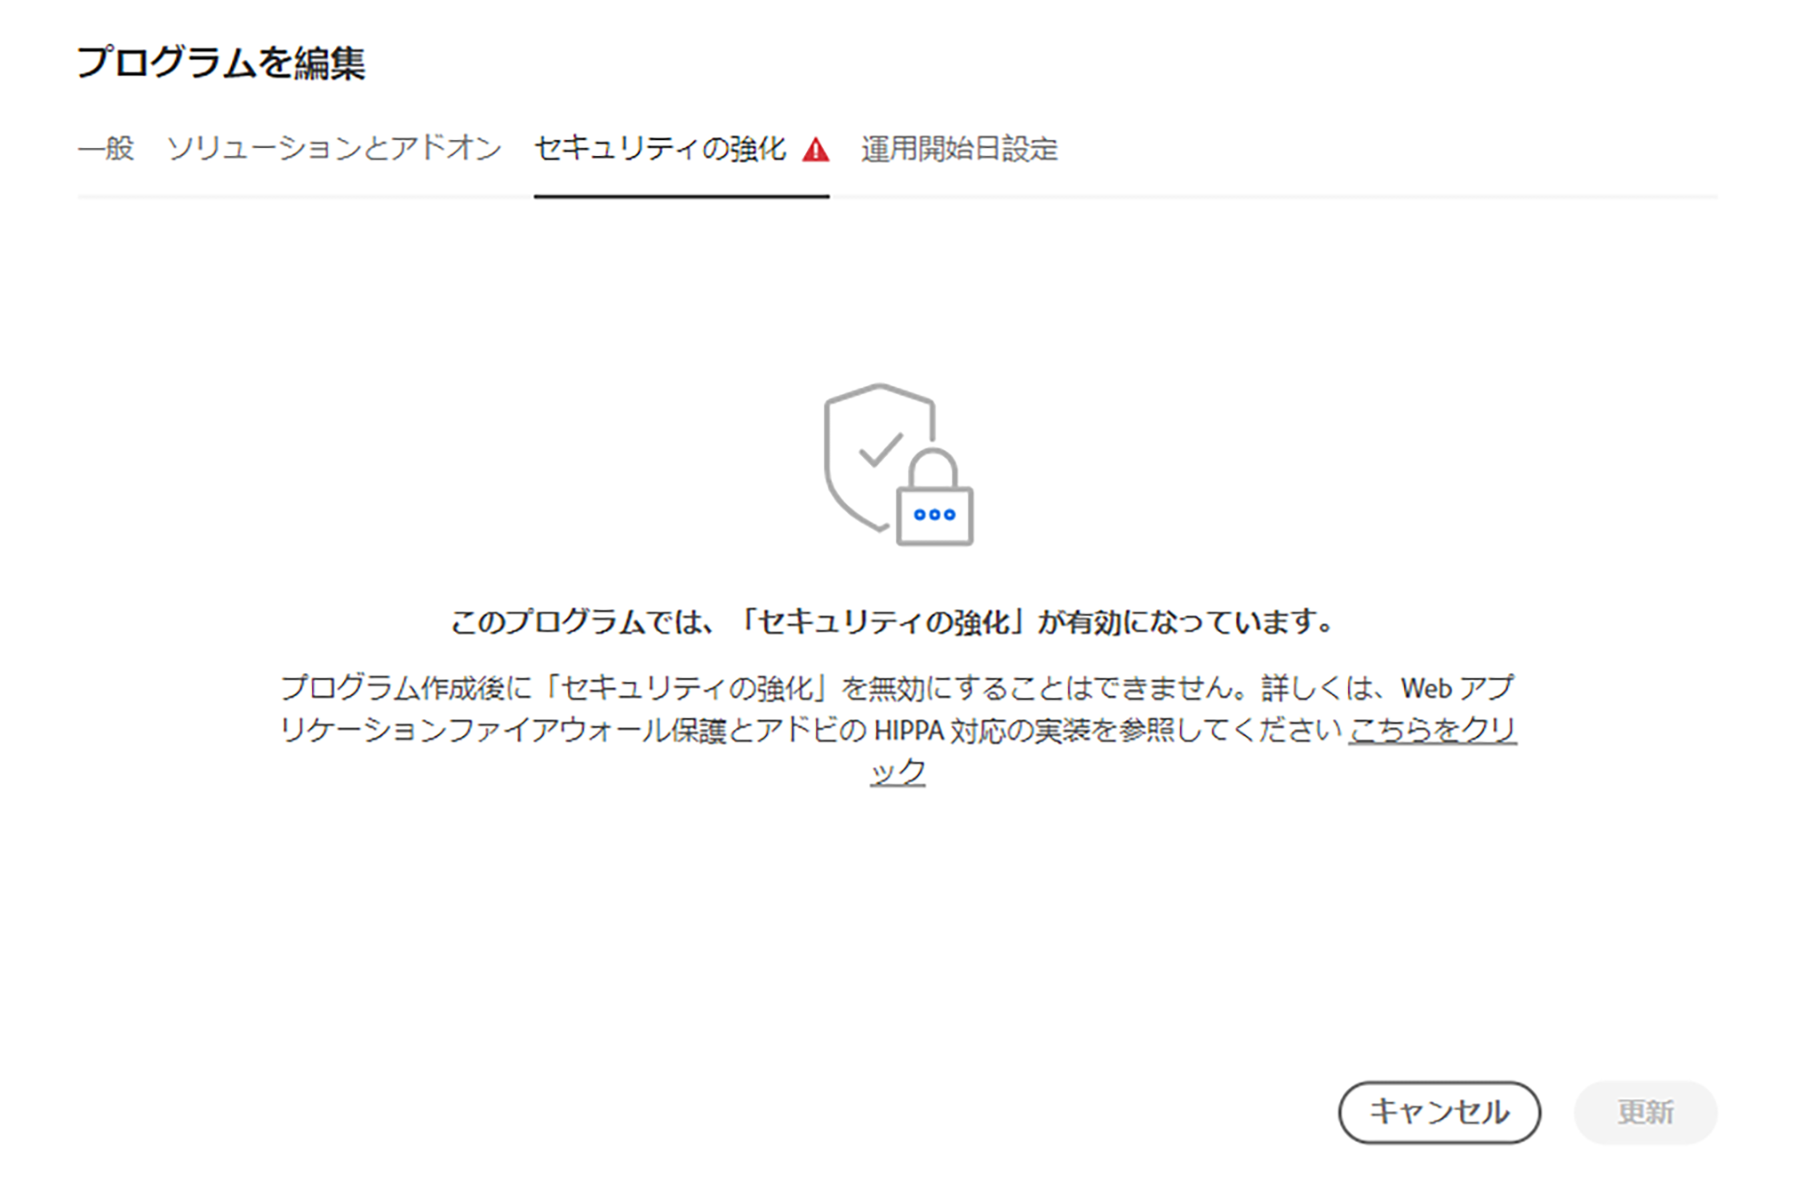 プログラムを編集
一般 ソリューションとアドオン セキュリティの強化 運用開始日設定
このプログラムでは、「セキュリティの強化」が有効になっています。
プログラム作成後に「セキュリティの強化」を無効にすることはできません。詳しくは、Web アプ
リケーションファイアウォール保護とアドビの HIPPA 対応の実装を参照してください こちらをクリ
ック
キャンセル 更新